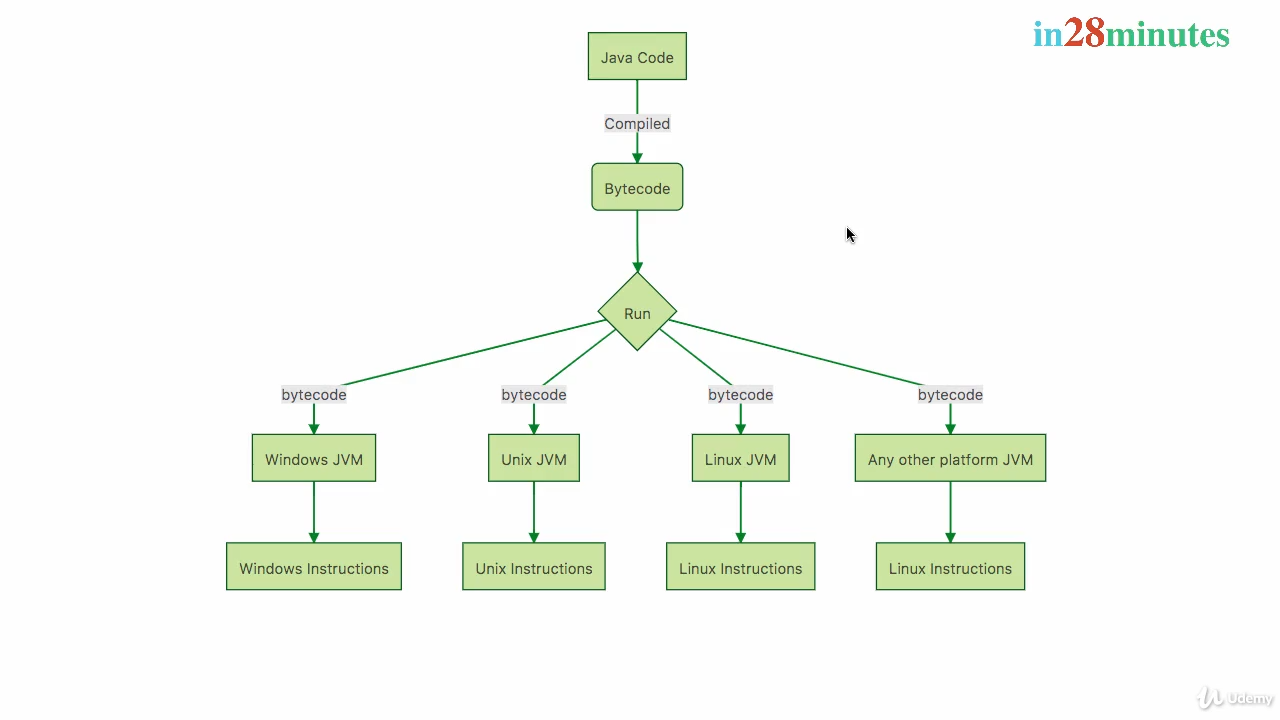 in28minutes
Java Code
Compiled
Bytecode
Run
bytecode bytecode bytecode bytecode
Windows JVM Unix JVM Linux JVM Any other platform JVM
Windows Instructions Unix Instructions Linux Instructions Linux Instructions
Udemy